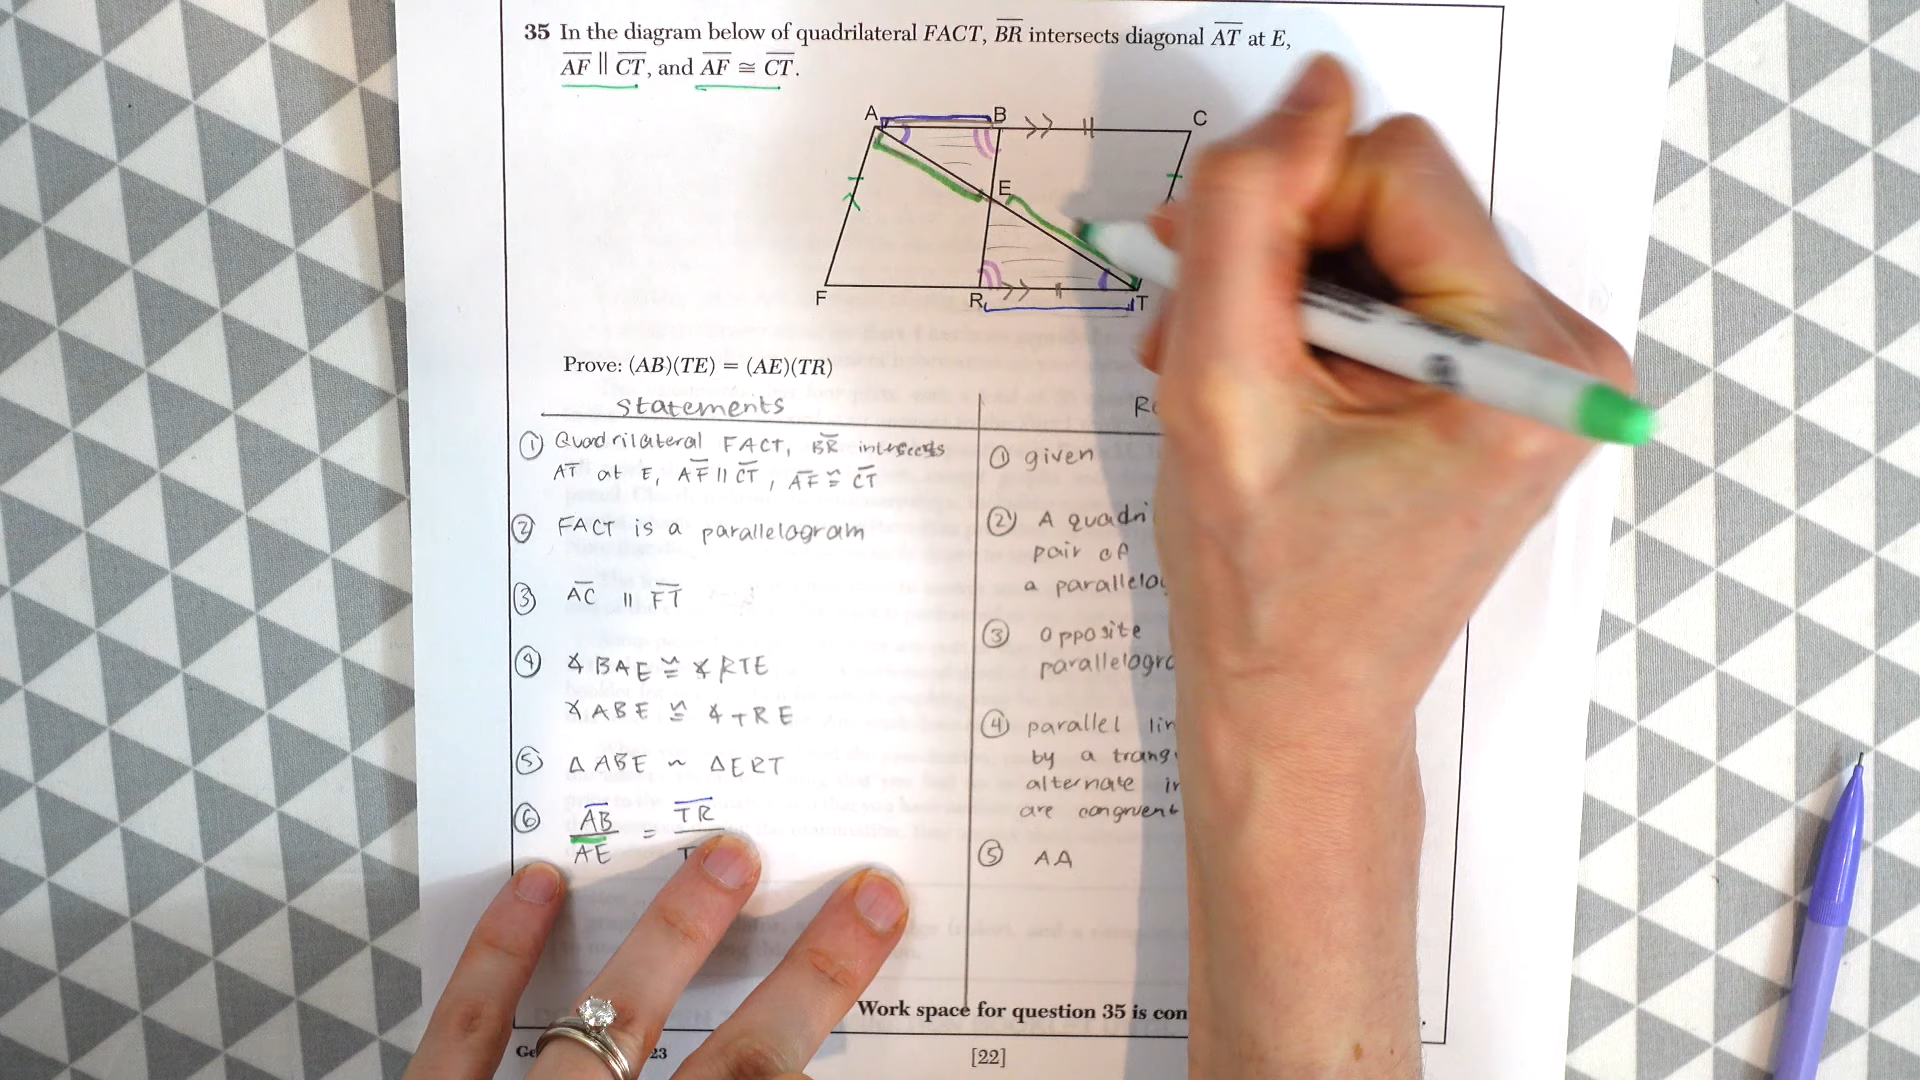 35 In the diagram below of quadrilateral FACT, BR intersects diagonal AT at E,
AF || CT, and AF ≅ CT.
A B C
E
F R T
Prove: (AB)(TE) = (AE)(TR)
Statements
① Quadrilateral FACT, BR intersects
AT at E, AF || CT, AF ≅ CT
② FACT is a parallelogram
③ AC || FT
④ ∡ BAE ≅ ∡ RTE
∡ ABE ≅ ∡ TRE
⑤ Δ ABE ~ Δ ERT
⑥ AB = TR
AE
① given
② A quadri
pair of
a parallelo
③ opposite
parallelogra
④ parallel lin
by a trans
alternate in
are congruent
⑤ AA
Work space for question 35 is con
Ge 23
[22]